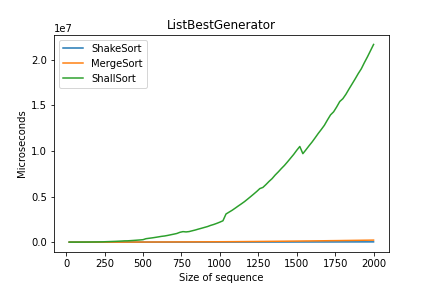 ListBestGenerator
1e7
ShakeSort
MergeSort
ShallSort
2.0
1.5
1.0
0.5
0.0
Microseconds
0 250 500 750 1000 1250 1500 1750 2000
Size of sequence